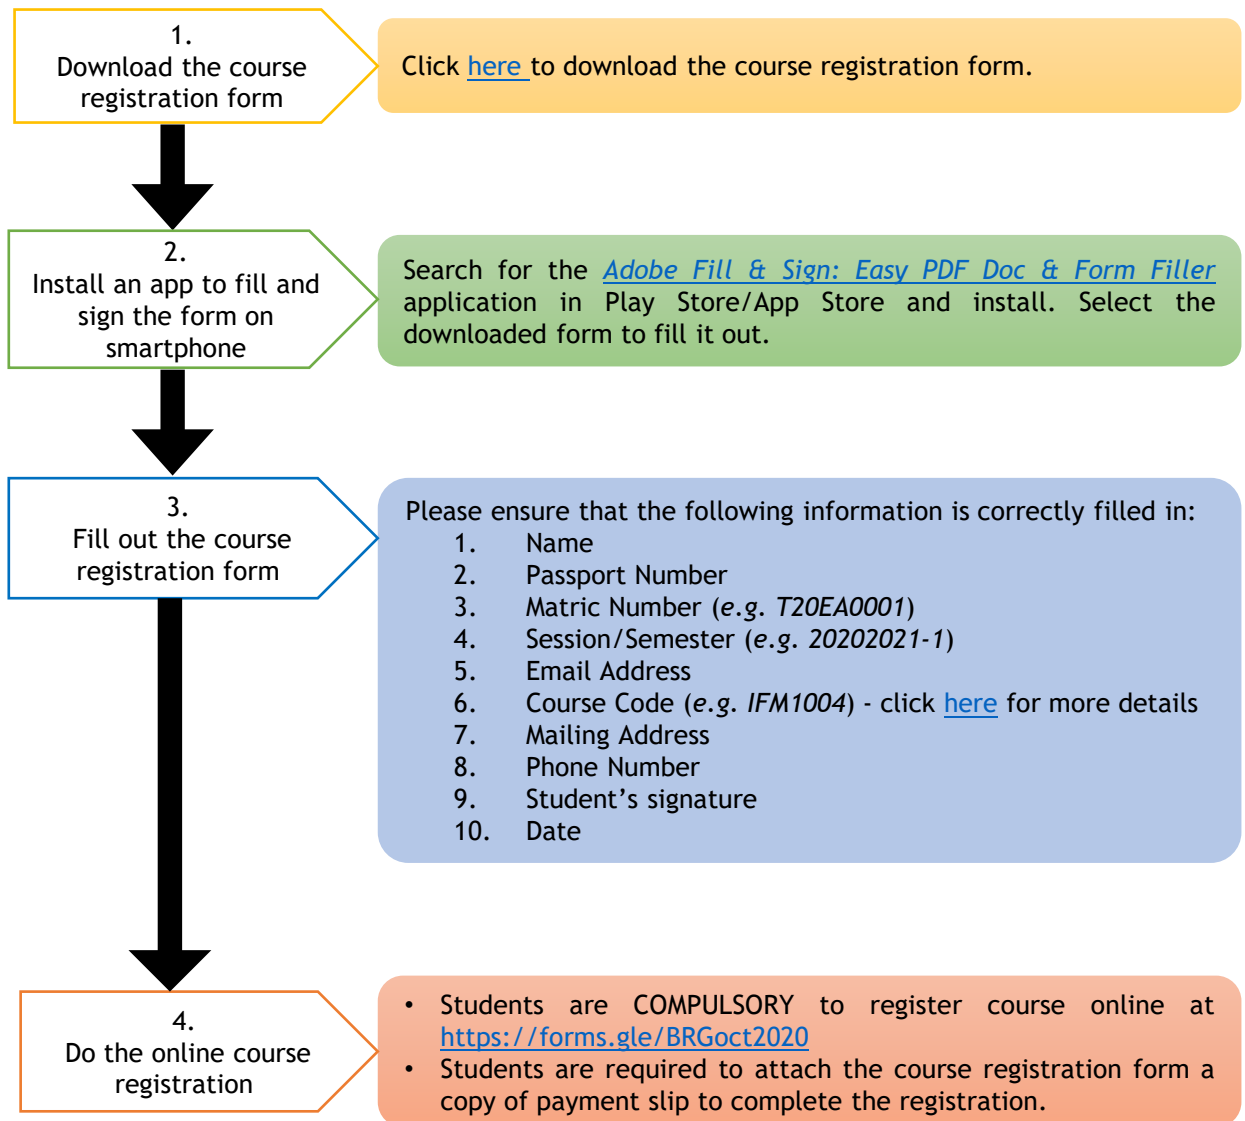 1.
Download the course
registration form
Click here to download the course registration form.
2.
Install an app to fill and
sign the form on
smartphone
Search for the Adobe Fill & Sign: Easy PDF Doc & Form Filler
application in Play Store/App Store and install. Select the
downloaded form to fill it out.
3.
Fill out the course
registration form
Please ensure that the following information is correctly filled in:
1. Name
2. Passport Number
3. Matric Number (e.g. T20EA0001)
4. Session/Semester (e.g. 20202021-1)
5. Email Address
6. Course Code (e.g. IFM1004) - click here for more details
7. Mailing Address
8. Phone Number
9. Student’s signature
10. Date
4.
Do the online course
registration
• Students are COMPULSORY to register course online at
https://forms.gle/BRGoct2020
• Students are required to attach the course registration form a
copy of payment slip to complete the registration.